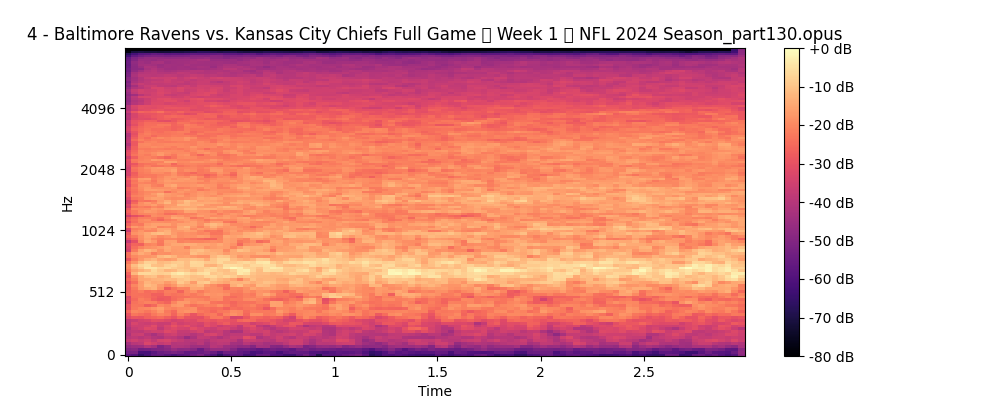 4 - Baltimore Ravens vs. Kansas City Chiefs Full Game ▯ Week 1 ▯ NFL 2024 Season_part130.opus
+0 dB
-10 dB
-20 dB
-30 dB
-40 dB
-50 dB
-60 dB
-70 dB
-80 dB
4096
2048
1024
512
0
Hz
0
0.5
1
1.5
2
2.5
Time